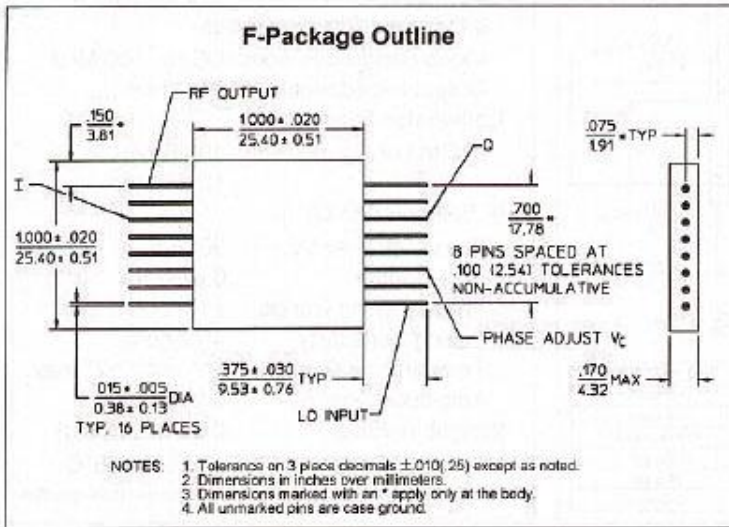 F-Package Outline
RF OUTPUT
.150
3.81 *
1.000 ± .020
25.40 ± 0.51
Q
.075
1.91 * TYP
I
1.000 ± .020
25.40 ± 0.51
.700
17.78 *
8 PINS SPACED AT
.100 (2.54) TOLERANCES
NON-ACCUMULATIVE
PHASE ADJUST Vc
.375 ± .030
9.53 ± 0.76 TYP
.015 ± .005
0.38 ± 0.13 DIA
TYP, 16 PLACES
LO INPUT
.170
4.32 MAX
NOTES: 1. Tolerance on 3 place decimals ±.010(.25) except as noted.
2. Dimensions in inches over millimeters.
3. Dimensions marked with an * apply only at the body.
4. All unmarked pins are case ground.